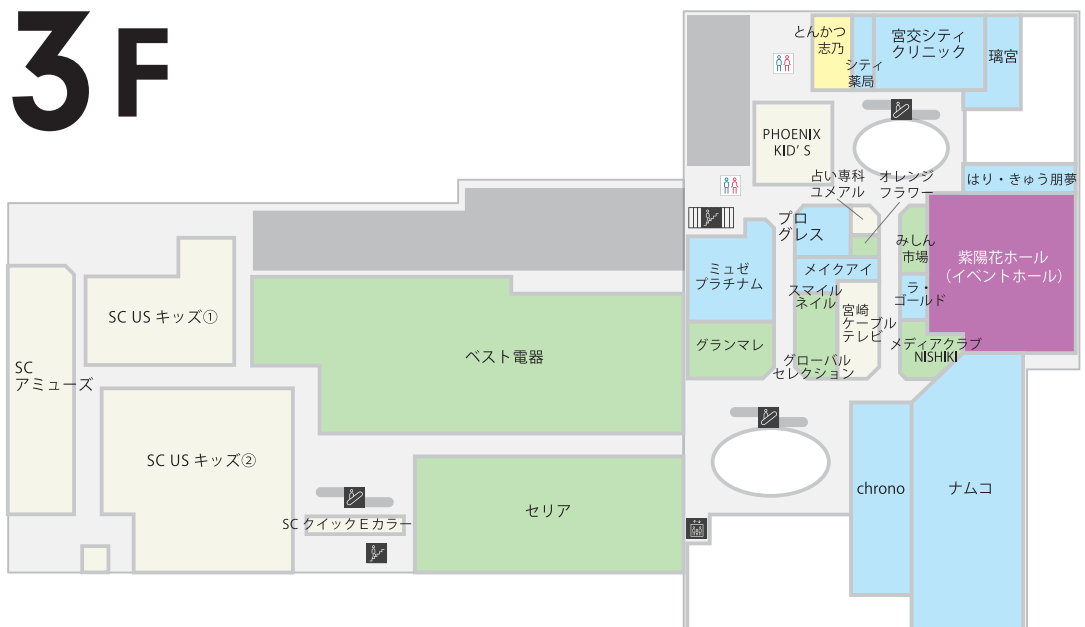 3F
とんかつ
志乃
シティ
薬局
宮交シティ
クリニック
璃宮
PHOENIX
KID'S
占い専科
ユメアル
オレンジ
フラワー
はり・きゅう朋夢
プロ
グレス
みしん
市場
紫陽花ホール
（イベントホール）
ミュゼ
プラチナム
メイクアイ
スマイル
ネイル
ラ・
ゴールド
宮崎
ケーブル
テレビ
グランマレ
グローバル
セレクション
メディアクラブ
NISHIKI
SC US キッズ①
SC
アミューズ
ベスト電器
SC US キッズ②
セリア
SC クイックEカラー
chrono
ナムコ